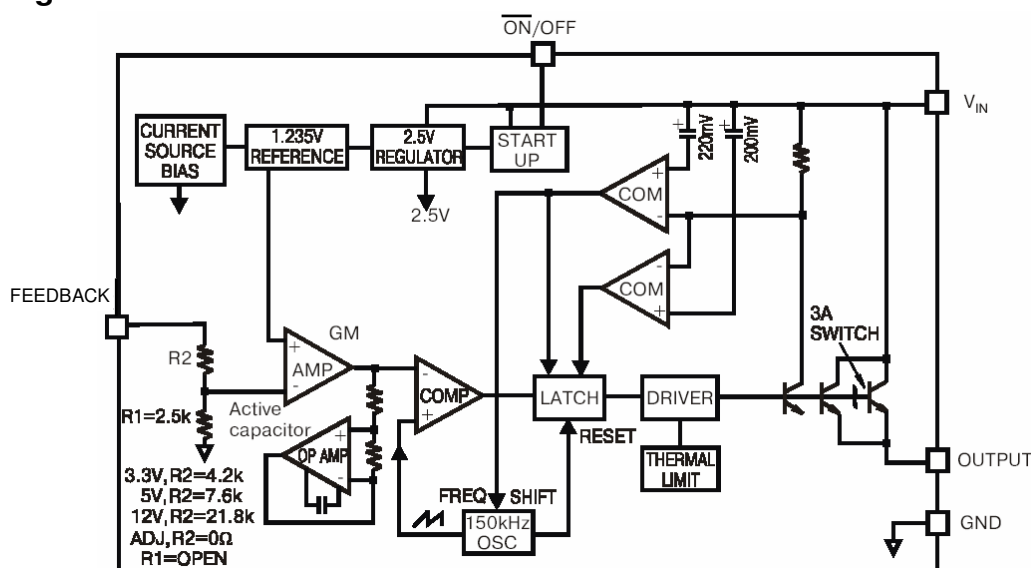 g
ON/OFF
VIN
CURRENT
SOURCE
BIAS
1.235V
REFERENCE
2.5V
REGULATOR
START
UP
+
220mV
+
200mV
2.5V
COM
+
-
COM
-
+
FEEDBACK
R2
R1=2.5k
GM
+
AMP
-
-
COMP
+
Active
capacitor
+
OP AMP
-
3A
SWITCH
LATCH
DRIVER
RESET
THERMAL
LIMIT
FREQ SHIFT
150kHz
OSC
OUTPUT
GND
3.3V,R2=4.2k
5V,R2=7.6k
12V,R2=21.8k
ADJ,R2=0Ω
R1=OPEN